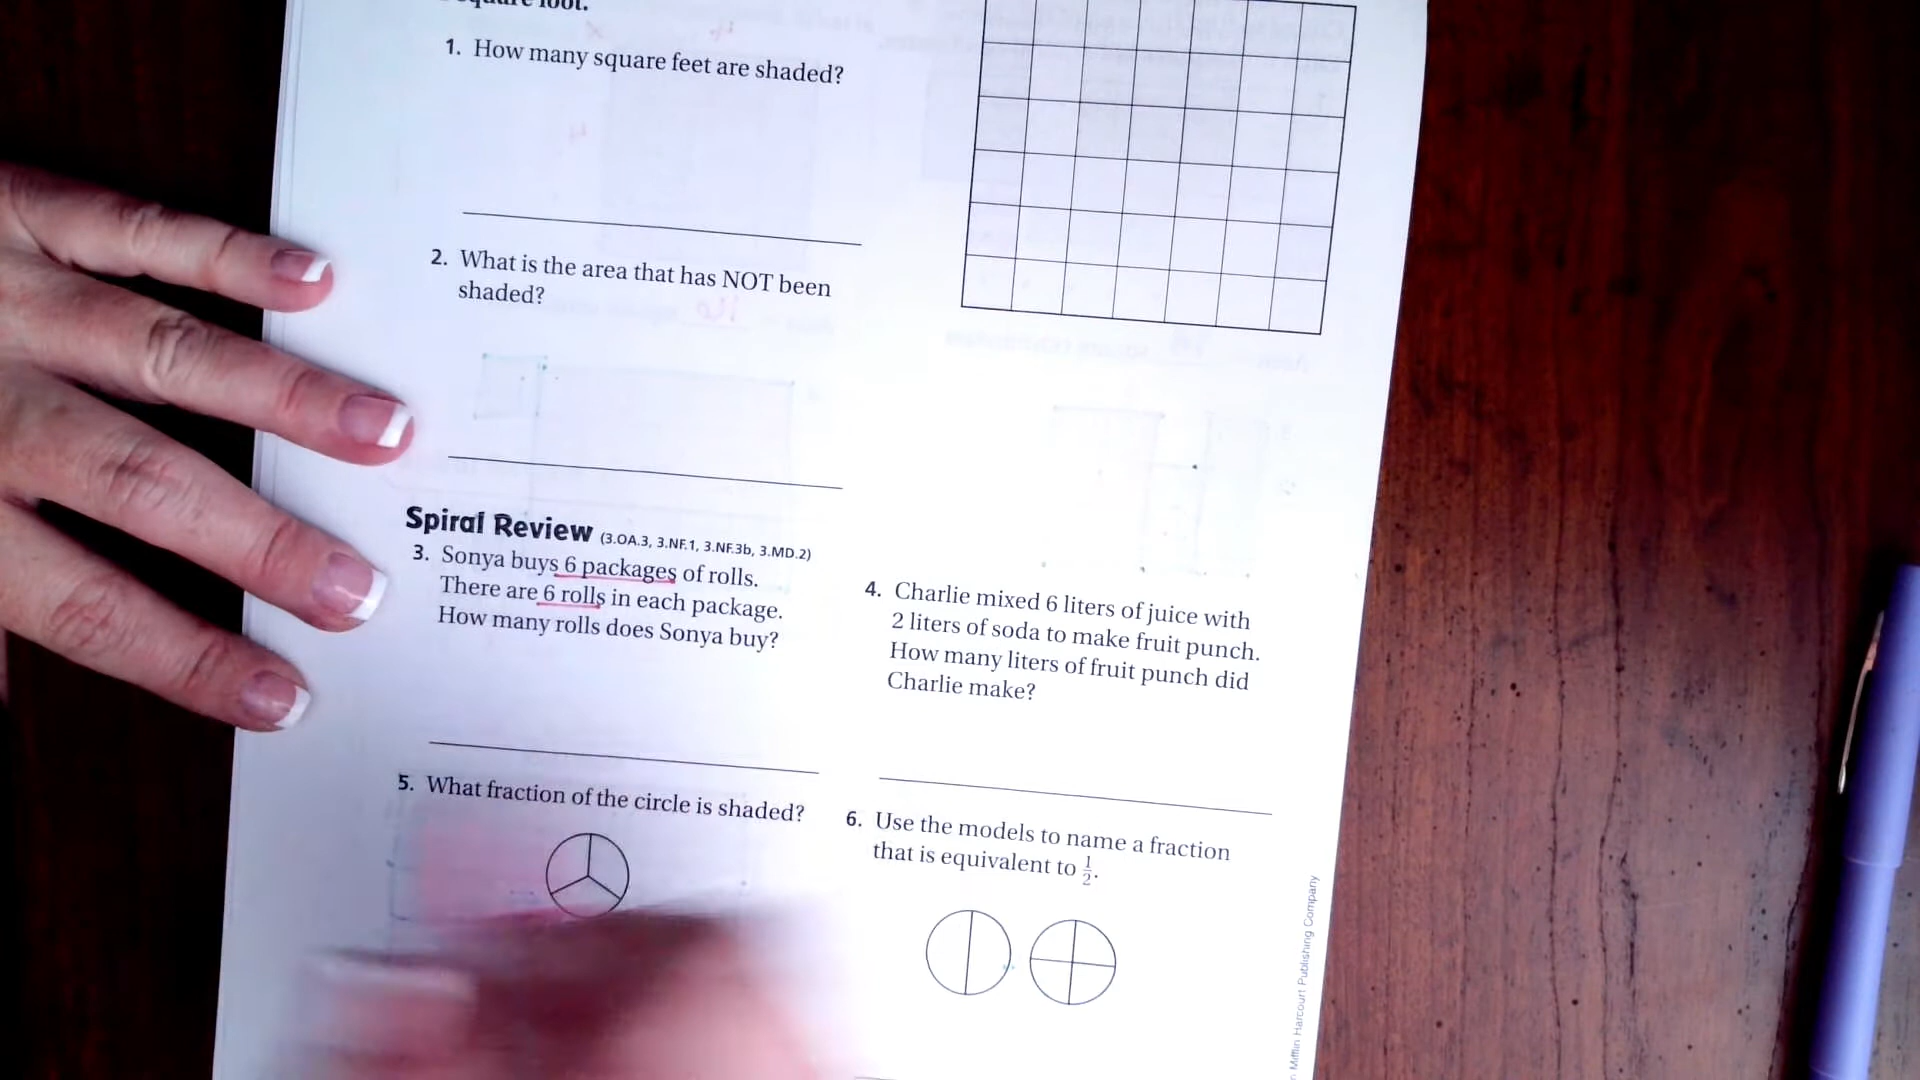 square foot.
1. How many square feet are shaded?
2. What is the area that has NOT been
shaded?
Spiral Review (3.OA.3, 3.NF.1, 3.NF.3b, 3.MD.2)
3. Sonya buys 6 packages of rolls.
There are 6 rolls in each package.
How many rolls does Sonya buy?
4. Charlie mixed 6 liters of juice with
2 liters of soda to make fruit punch.
How many liters of fruit punch did
Charlie make?
5. What fraction of the circle is shaded?
6. Use the models to name a fraction
that is equivalent to 1/2.
Mifflin Harcourt Publishing Company